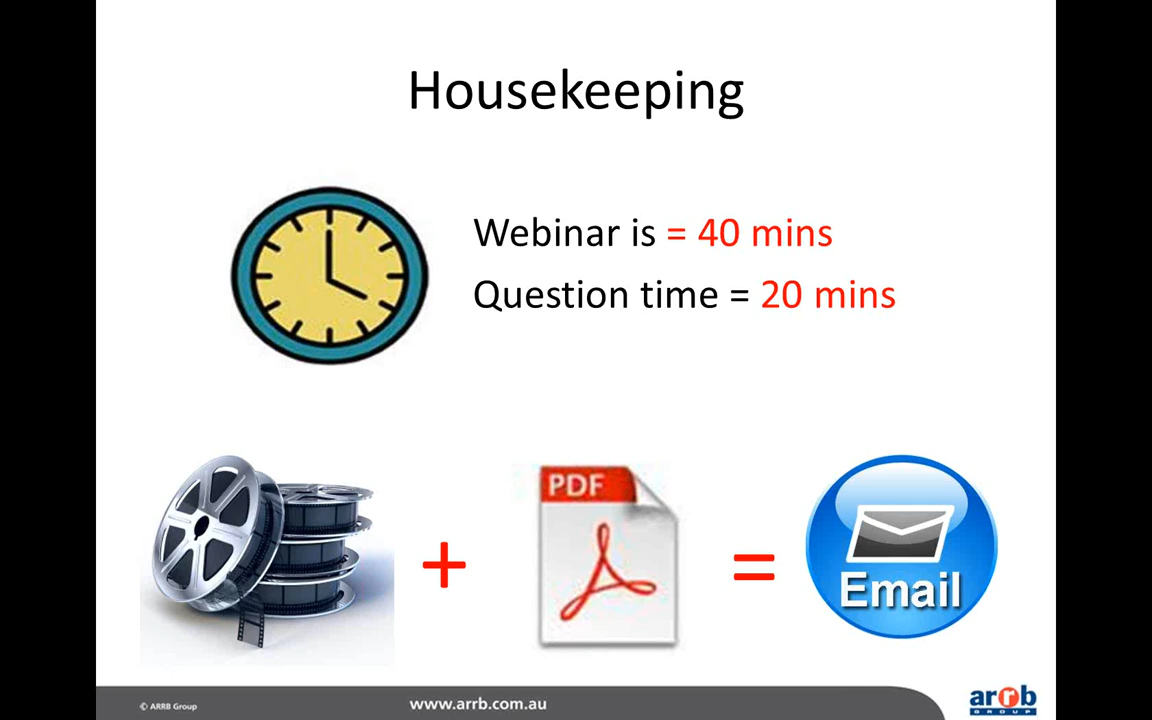 Housekeeping
Webinar is = 40 mins
Question time = 20 mins
+
PDF
=
Email
© ARRB Group
www.arrb.com.au
arrb
GROUP